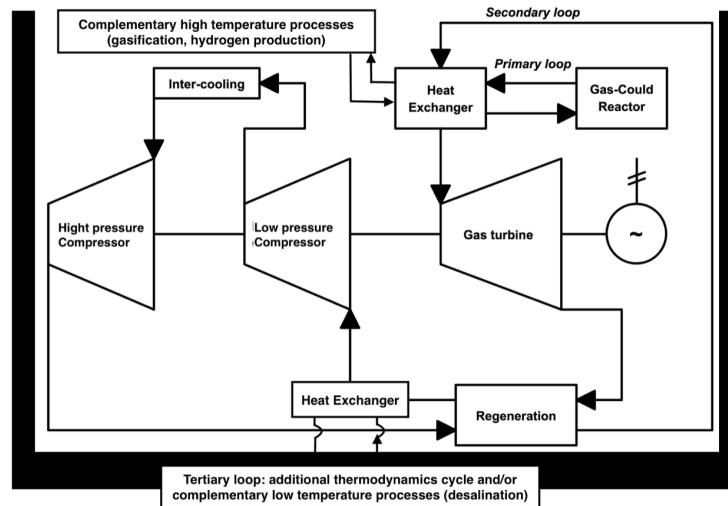 Secondary loop
Complementary high temperature processes
(gasification, hydrogen production)
Primary loop
Inter-cooling
Heat
Exchanger
Gas-Could
Reactor
Hight pressure
Compressor
Low pressure
Compressor
Gas turbine
~
Heat Exchanger
Regeneration
Tertiary loop: additional thermodynamics cycle and/or
complementary low temperature processes (desalination)